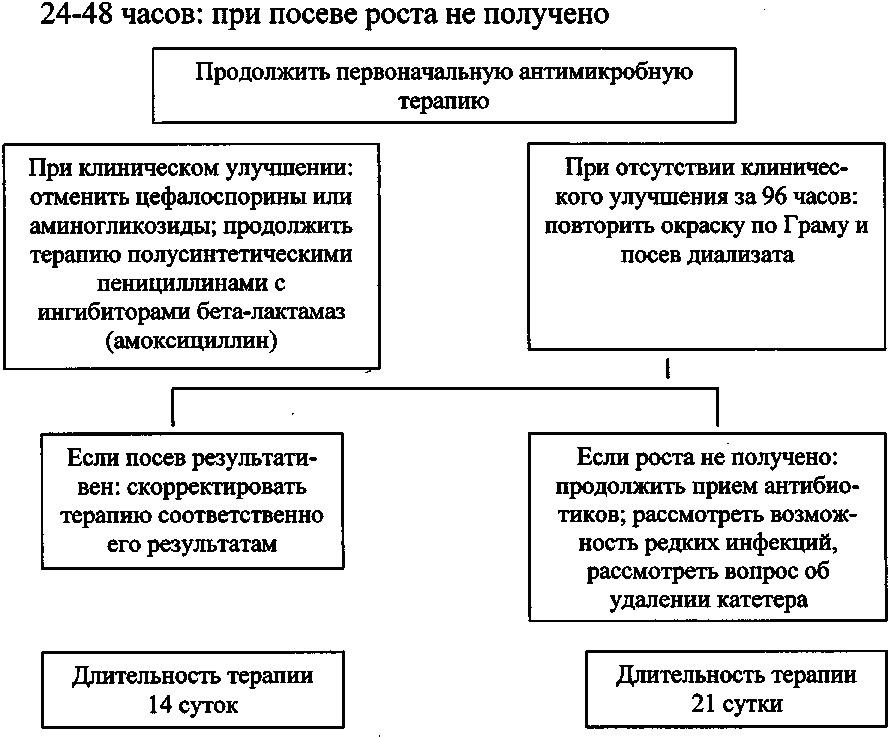 24-48 часов: при посеве роста не получено
Продолжить первоначальную антимикробную
терапию
При клиническом улучшении:
отменить цефалоспорины или
аминогликозиды; продолжить
терапию полусинтетическими
пенициллинами с
ингибиторами бета-лактамаз
(амоксициллин)
При отсутствии клиничес-
кого улучшения за 96 часов:
повторить окраску по Граму и
посев диализата
Если посев результати-
вен: скорректировать
терапию соответственно
его результатам
Если роста не получено:
продолжить прием антибио-
тиков; рассмотреть возмож-
ность редких инфекций,
рассмотреть вопрос об
удалении катетера
Длительность терапии
14 суток
Длительность терапии
21 сутки